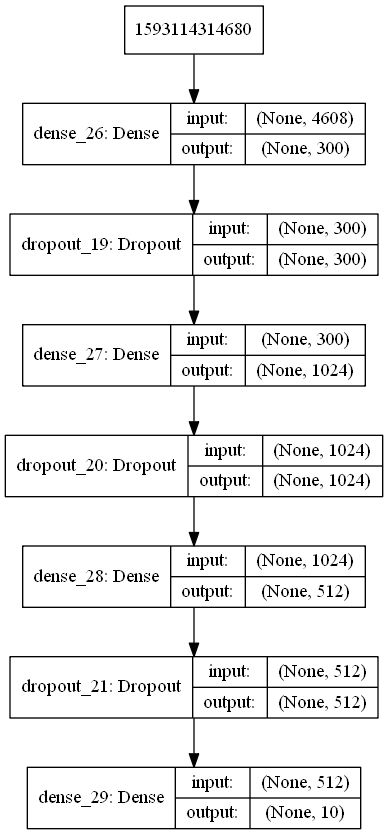 1593114314680
dense_26: Dense
input: (None, 4608)
output: (None, 300)
dropout_19: Dropout
input: (None, 300)
output: (None, 300)
dense_27: Dense
input: (None, 300)
output: (None, 1024)
dropout_20: Dropout
input: (None, 1024)
output: (None, 1024)
dense_28: Dense
input: (None, 1024)
output: (None, 512)
dropout_21: Dropout
input: (None, 512)
output: (None, 512)
dense_29: Dense
input: (None, 512)
output: (None, 10)